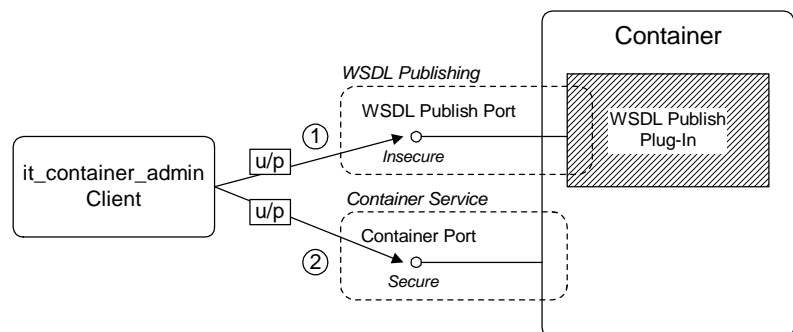 Container
WSDL Publishing
WSDL Publish Port
WSDL Publish
Plug-In
1
Insecure
u/p
it_container_admin
Client
Container Service
u/p
Container Port
2
Secure